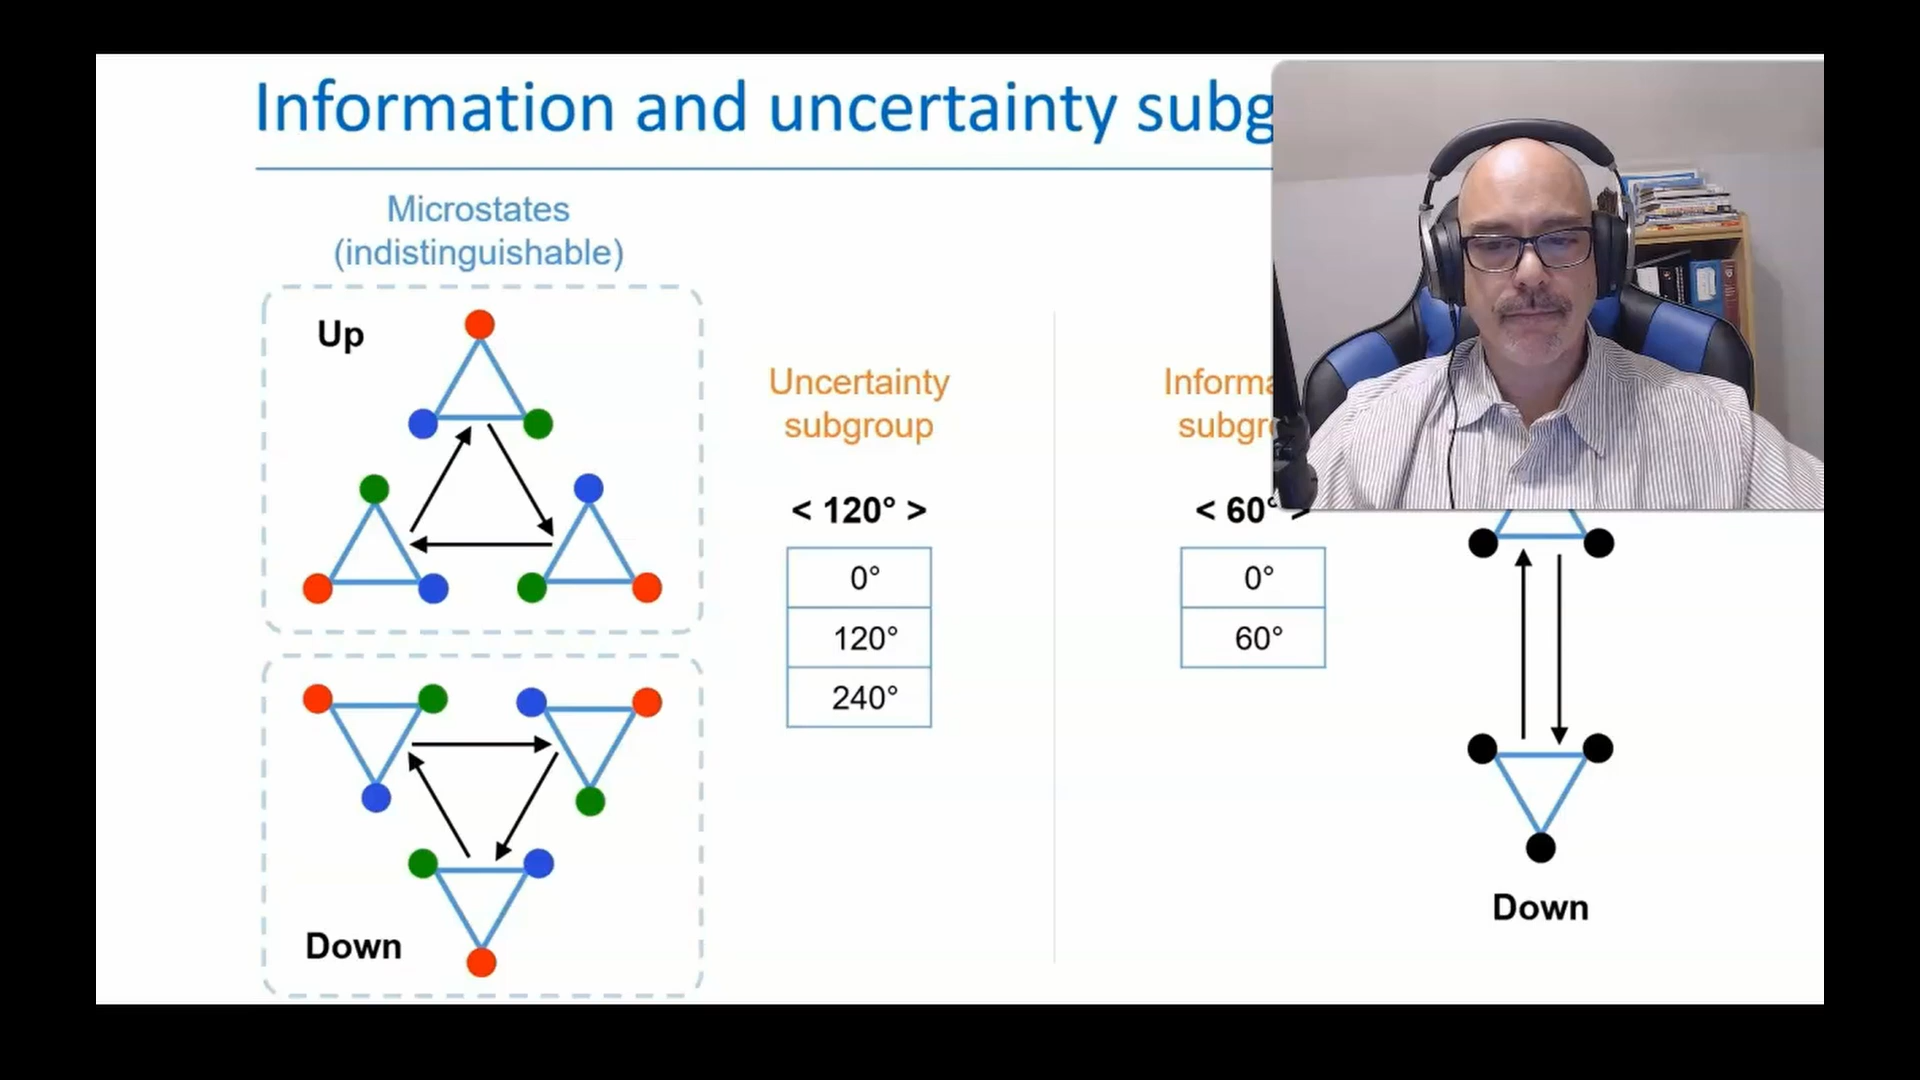 Information and uncertainty subg
Microstates
(indistinguishable)
Up
Uncertainty
subgroup
< 120° >
0°
120°
240°
Informa
subgro
< 60° >
0°
60°
Down
Down